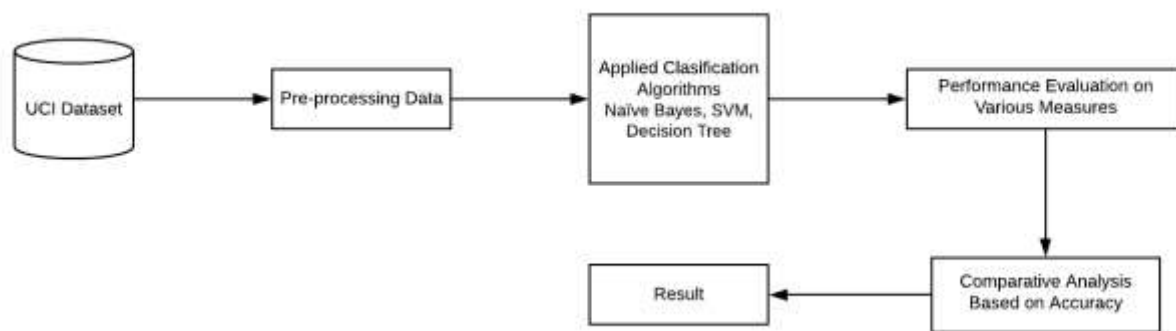 UCI Dataset
Pre-processing Data
Applied Clasification
Algorithms
Naïve Bayes, SVM,
Decision Tree
Performance Evaluation on
Various Measures
Comparative Analysis
Based on Accuracy
Result